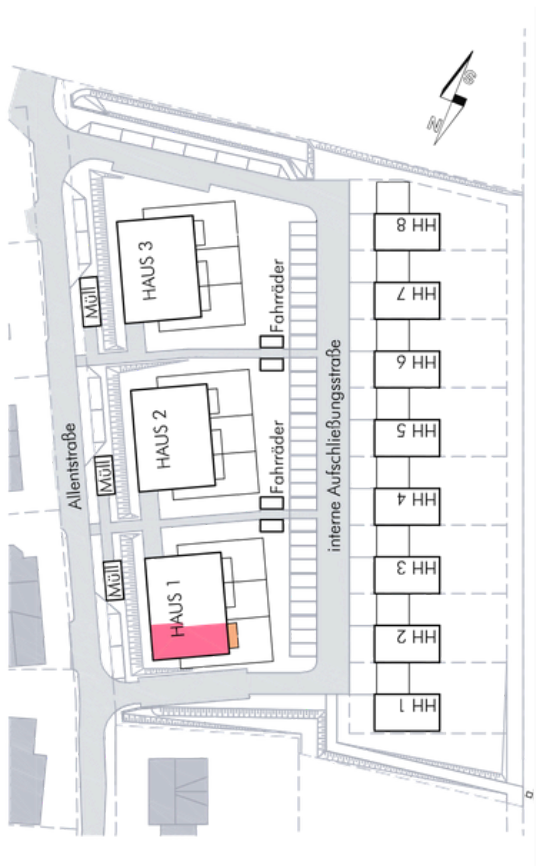 S
N
HAUS 3
Müll
Fahrräder
HH 8
HH 7
HH 6
Allentstraße
HAUS 2
Müll
Fahrräder
interne Aufschließungsstraße
HH 5
HH 4
HAUS 1
Müll
HH 3
HH 2
HH 1